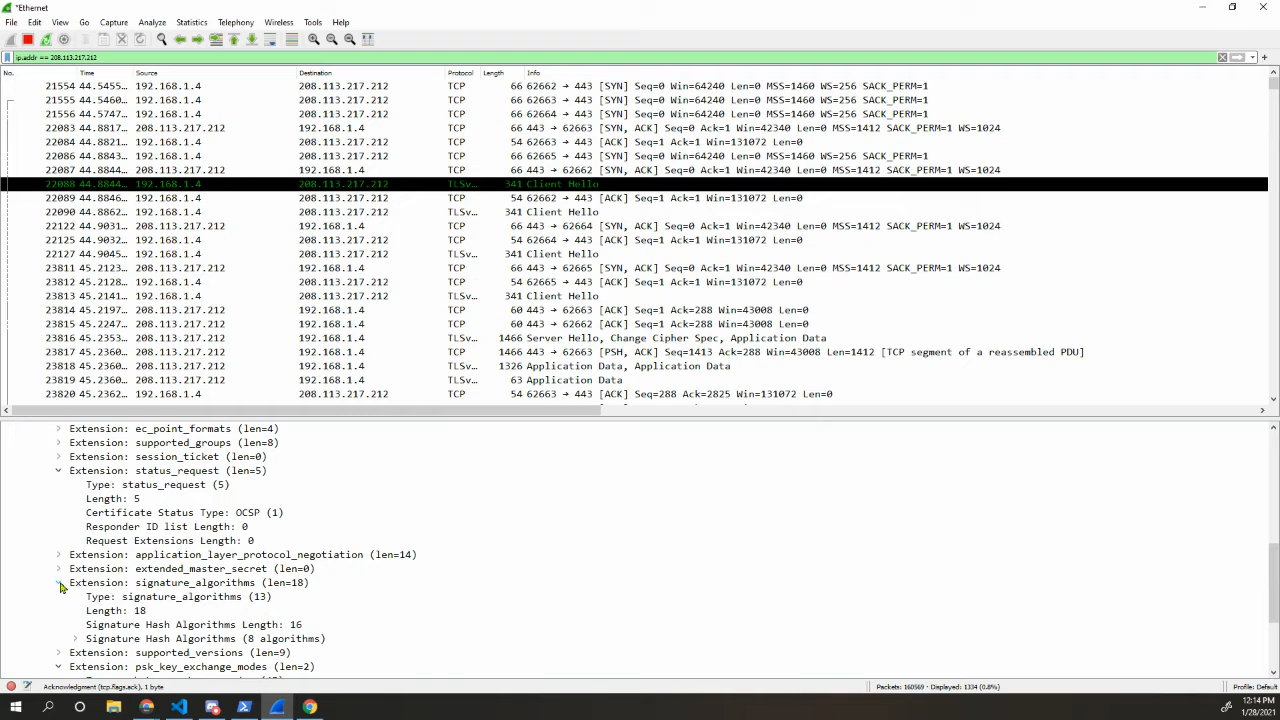 *Ethernet
File Edit View Go Capture Analyze Statistics Telephony Wireless Tools Help
ip.addr == 208.113.217.212
No. Time Source Destination Protocol Length Info
21554 44.5455… 192.168.1.4 208.113.217.212 TCP 66 62662 → 443 [SYN] Seq=0 Win=64240 Len=0 MSS=1460 WS=256 SACK_PERM=1
21555 44.5460… 192.168.1.4 208.113.217.212 TCP 66 62663 → 443 [SYN] Seq=0 Win=64240 Len=0 MSS=1460 WS=256 SACK_PERM=1
21556 44.5747… 192.168.1.4 208.113.217.212 TCP 66 62664 → 443 [SYN] Seq=0 Win=64240 Len=0 MSS=1460 WS=256 SACK_PERM=1
22083 44.8817… 208.113.217.212 192.168.1.4 TCP 66 443 → 62663 [SYN, ACK] Seq=0 Ack=1 Win=42340 Len=0 MSS=1412 SACK_PERM=1 WS=1024
22084 44.8821… 192.168.1.4 208.113.217.212 TCP 54 62663 → 443 [ACK] Seq=1 Ack=1 Win=131072 Len=0
22086 44.8843… 192.168.1.4 208.113.217.212 TCP 66 62665 → 443 [SYN] Seq=0 Win=64240 Len=0 MSS=1460 WS=256 SACK_PERM=1
22087 44.8844… 208.113.217.212 192.168.1.4 TCP 66 443 → 62662 [SYN, ACK] Seq=0 Ack=1 Win=42340 Len=0 MSS=1412 SACK_PERM=1 WS=1024
22088 44.8844… 192.168.1.4 208.113.217.212 TLSv… 341 Client Hello
22089 44.8846… 192.168.1.4 208.113.217.212 TCP 54 62662 → 443 [ACK] Seq=1 Ack=1 Win=131072 Len=0
22090 44.8862… 192.168.1.4 208.113.217.212 TLSv… 341 Client Hello
22122 44.9031… 208.113.217.212 192.168.1.4 TCP 66 443 → 62664 [SYN, ACK] Seq=0 Ack=1 Win=42340 Len=0 MSS=1412 SACK_PERM=1 WS=1024
22125 44.9032… 192.168.1.4 208.113.217.212 TCP 54 62664 → 443 [ACK] Seq=1 Ack=1 Win=131072 Len=0
22127 44.9045… 192.168.1.4 208.113.217.212 TLSv… 341 Client Hello
23811 45.2123… 208.113.217.212 192.168.1.4 TCP 66 443 → 62665 [SYN, ACK] Seq=0 Ack=1 Win=42340 Len=0 MSS=1412 SACK_PERM=1 WS=1024
23812 45.2128… 192.168.1.4 208.113.217.212 TCP 54 62665 → 443 [ACK] Seq=1 Ack=1 Win=131072 Len=0
23813 45.2141… 192.168.1.4 208.113.217.212 TLSv… 341 Client Hello
23814 45.2197… 208.113.217.212 192.168.1.4 TCP 60 443 → 62663 [ACK] Seq=1 Ack=288 Win=43008 Len=0
23815 45.2247… 208.113.217.212 192.168.1.4 TCP 60 443 → 62662 [ACK] Seq=1 Ack=288 Win=43008 Len=0
23816 45.2353… 208.113.217.212 192.168.1.4 TLSv… 1466 Server Hello, Change Cipher Spec, Application Data
23817 45.2360… 208.113.217.212 192.168.1.4 TCP 1466 443 → 62663 [PSH, ACK] Seq=1413 Ack=288 Win=43008 Len=1412 [TCP segment of a reassembled PDU]
23818 45.2360… 208.113.217.212 192.168.1.4 TLSv… 1326 Application Data, Application Data
23819 45.2360… 208.113.217.212 192.168.1.4 TLSv… 63 Application Data
23820 45.2362… 192.168.1.4 208.113.217.212 TCP 54 62663 → 443 [ACK] Seq=288 Ack=2825 Win=131072 Len=0
Extension: ec_point_formats (len=4)
Extension: supported_groups (len=8)
Extension: session_ticket (len=0)
Extension: status_request (len=5)
Type: status_request (5)
Length: 5
Certificate Status Type: OCSP (1)
Responder ID list Length: 0
Request Extensions Length: 0
Extension: application_layer_protocol_negotiation (len=14)
Extension: extended_master_secret (len=0)
Extension: signature_algorithms (len=18)
Type: signature_algorithms (13)
Length: 18
Signature Hash Algorithms Length: 16
Signature Hash Algorithms (8 algorithms)
Extension: supported_versions (len=9)
Extension: psk_key_exchange_modes (len=2)
Acknowledgment (tcp.flags.ack), 1 byte Packets: 160569 · Displayed: 1334 (0.8%) Profile: Default
12:14 PM
1/28/2021